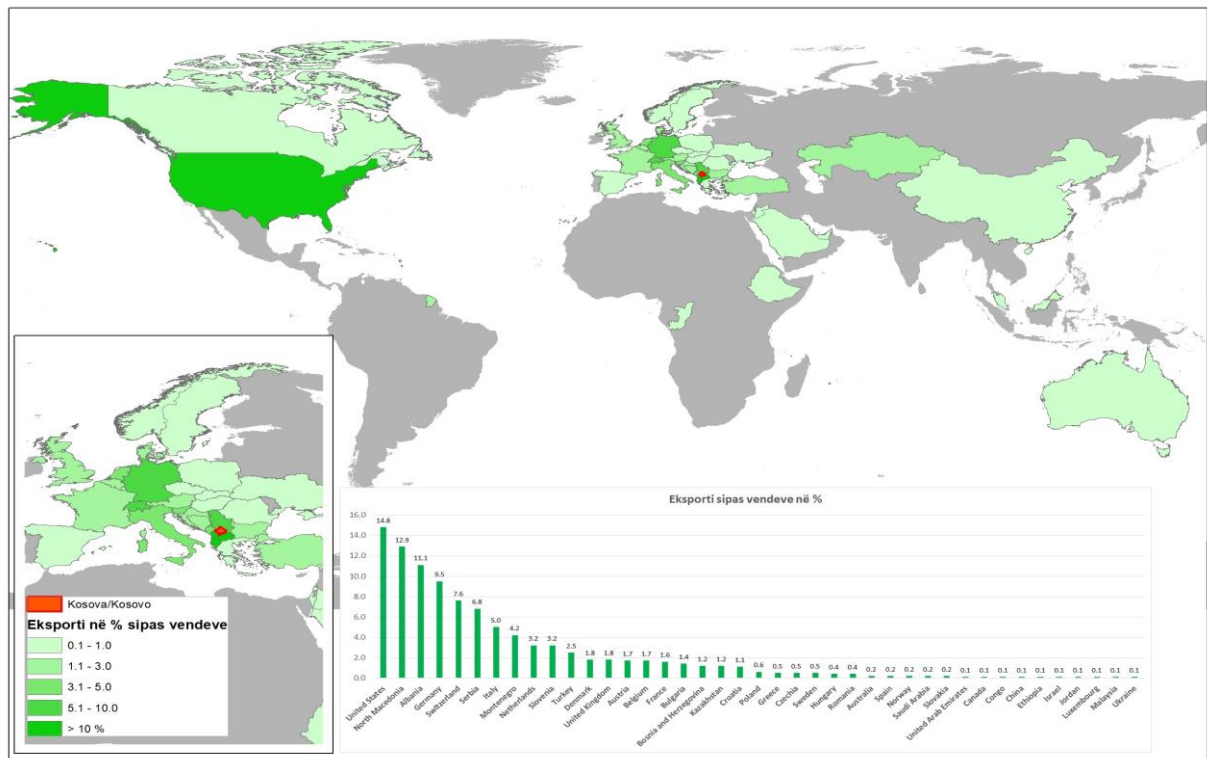 Kosova/Kosovo
Eksporti në % sipas vendeve
0.1 - 1.0
1.1 - 3.0
3.1 - 5.0
5.1 - 10.0
> 10 %
Eksporti sipas vendeve në %
16.0
14.0
12.0
10.0
8.0
6.0
4.0
2.0
0.0
14.8
12.9
11.1
9.5
7.6
6.8
5.0
4.2
3.2
3.2
2.5
1.8
1.8
1.7
1.7
1.6
1.4
1.2
1.2
1.1
0.6
0.5
0.5
0.5
0.4
0.4
0.2
0.2
0.2
0.2
0.2
0.1
0.1
0.1
0.1
0.1
0.1
0.1
0.1
0.1
0.1
United States
North Macedonia
Albania
Germany
Switzerland
Serbia
Italy
Montenegro
Netherlands
Slovenia
Turkey
Denmark
United Kingdom
Austria
Belgium
France
Bulgaria
Bosnia and Herzegovina
Kazakhstan
Croatia
Poland
Greece
Czechia
Sweden
Hungary
Romania
Australia
Spain
Norway
Saudi Arabia
Slovakia
United Arab Emirates
Canada
Congo
China
Ethiopia
Israel
Jordan
Luxembourg
Malaysia
Ukraine